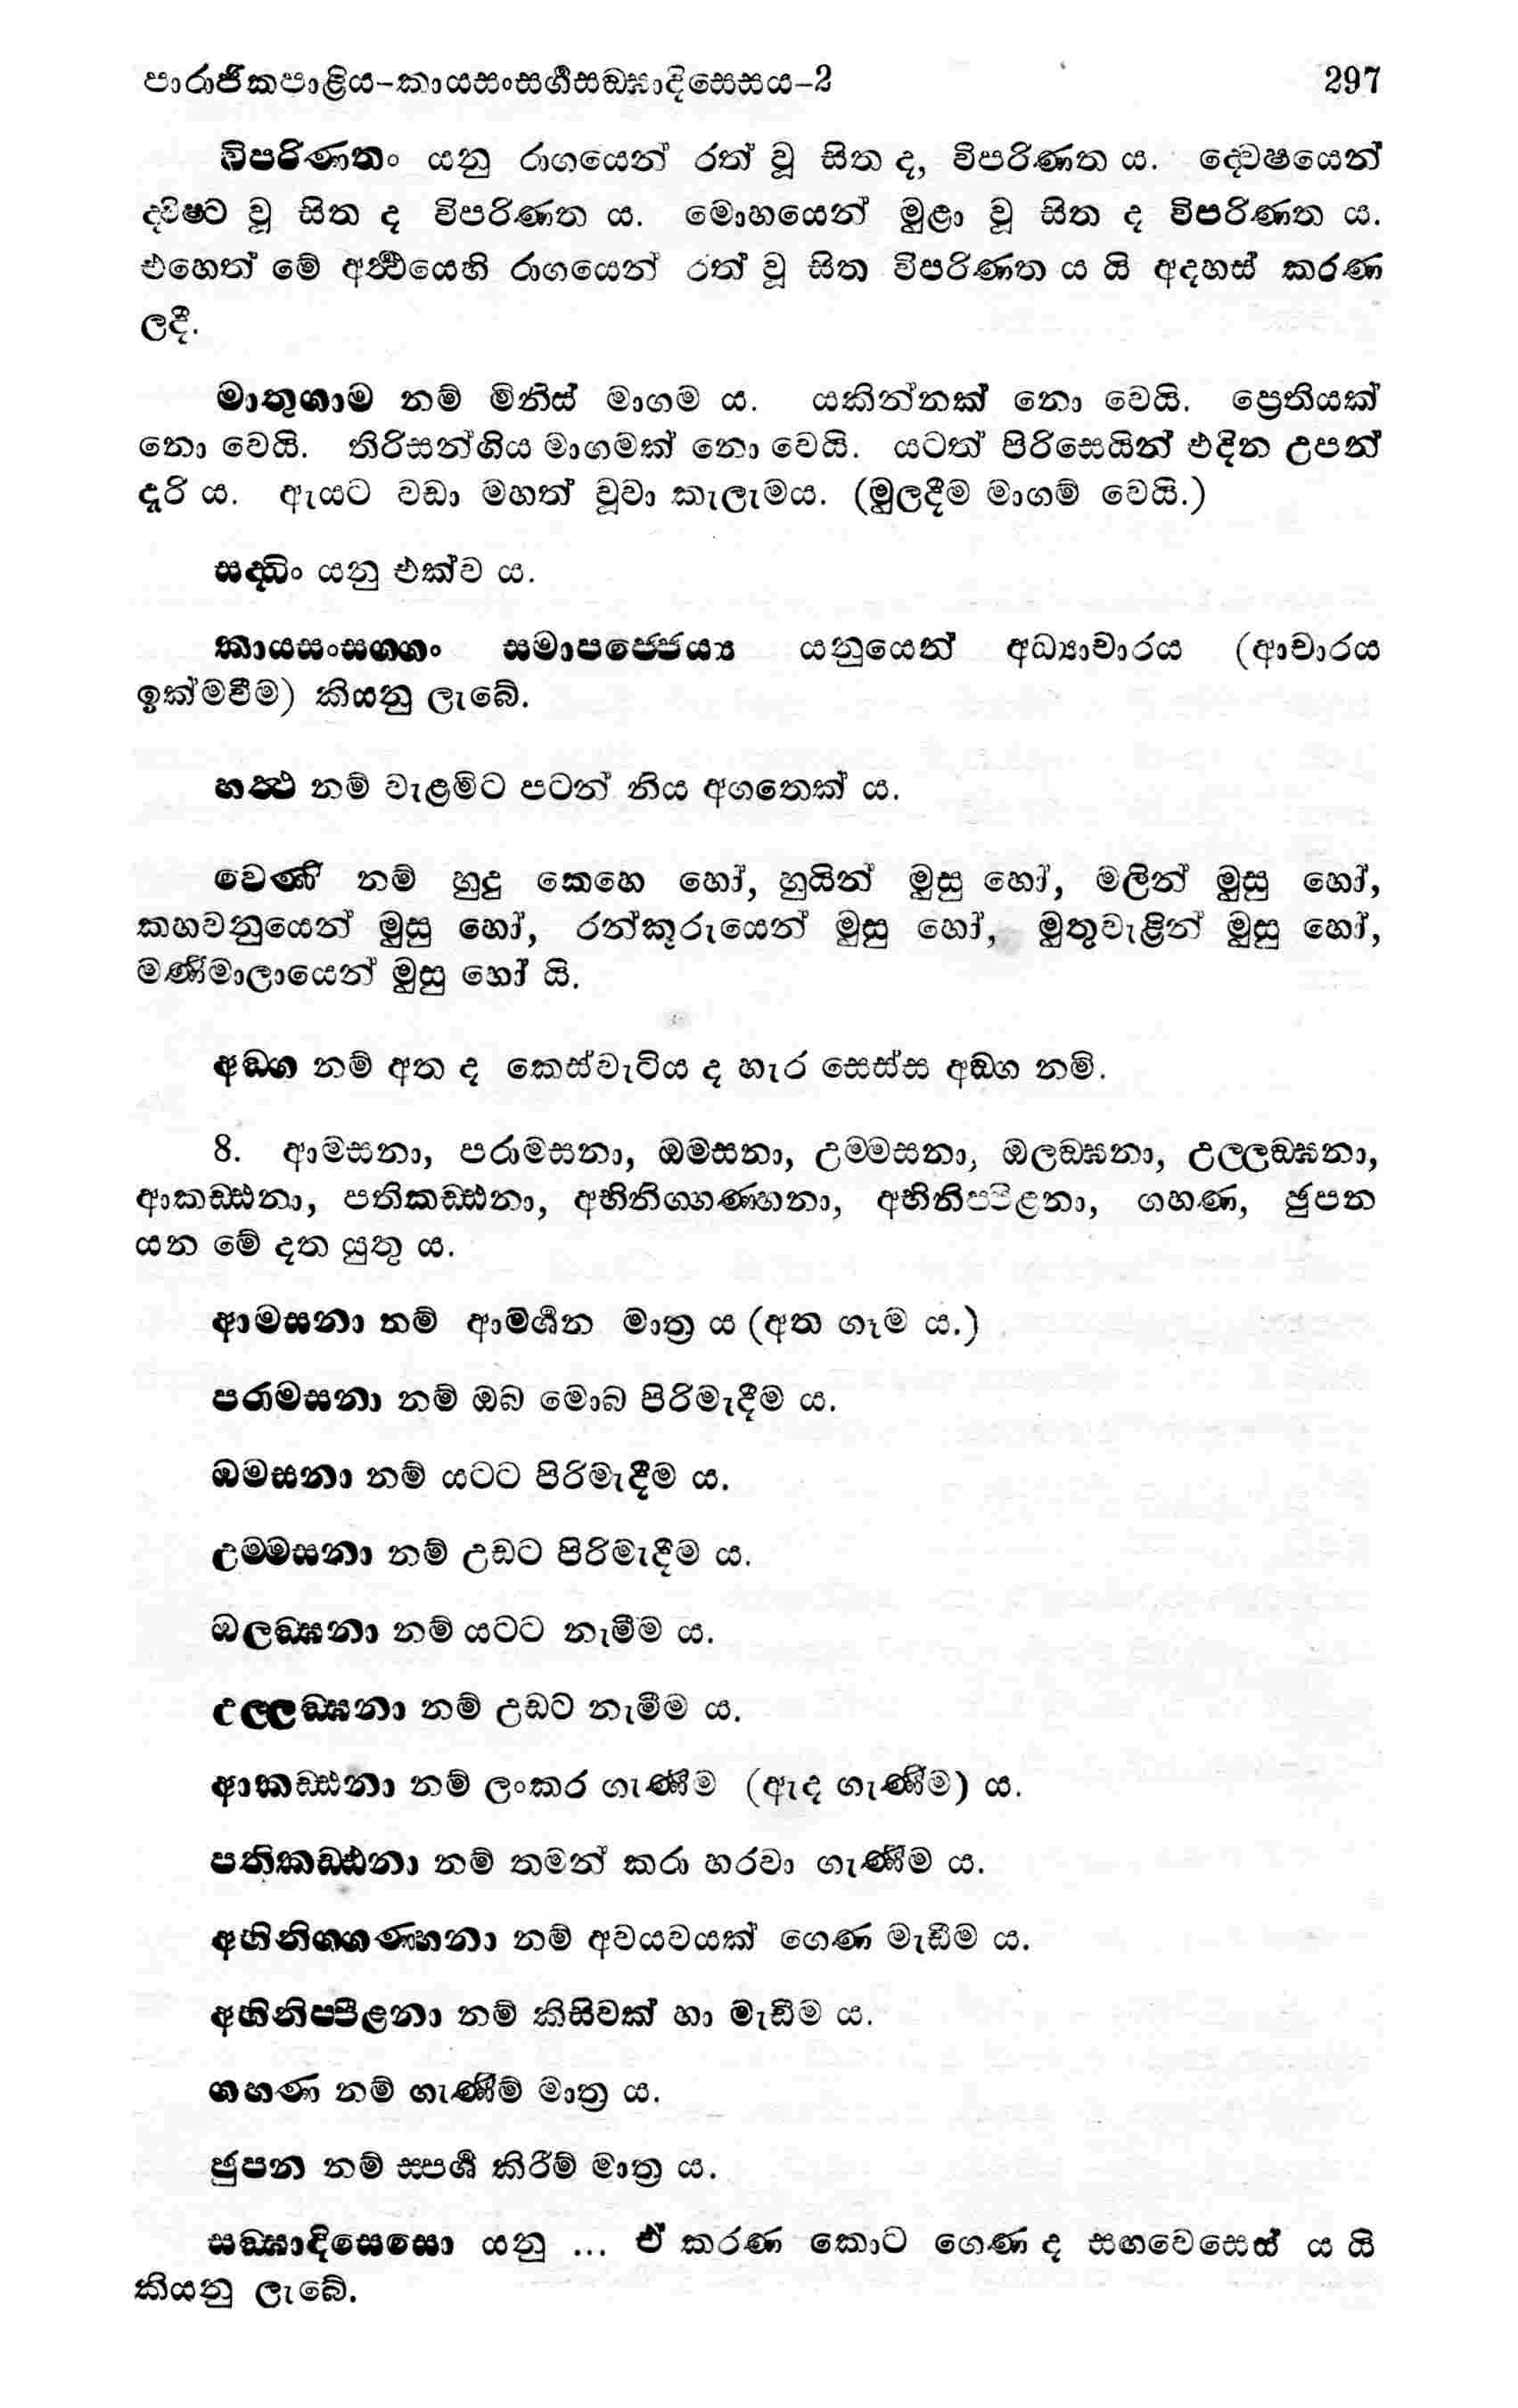 පාරාජිකපාළිය-කායසංසර්ගසඞ්ඝාදිසෙසය-2 297
විපරිණතං යනු රාගයෙන් රත් වූ සිත ද, විපරිණත ය. ද්වෙෂයෙන්
ද්විෂ්ට වූ සිත ද විපරිණත ය. මොහයෙන් මුළා වූ සිත ද විපරිණත ය.
එහෙත් මේ අර්ථයෙහි රාගයෙන් රත් වූ සිත විපරිණත ය යි අදහස් කරණ
ලදී.
මාතුගාම නම් මිනිස් මාගම ය. යකින්නක් නො වෙයි. ප්‍රෙතියක්
නො වෙයි. තිරිසන්ගිය මාගමක් නො වෙයි. යටත් පිරිසෙයින් එදින උපන්
දැරි ය. ඇයට වඩා මහත් වූවා කැලැමය. (මුලදීම මාගම් වෙයි.)
සද්ධිං යනු එක්ව ය.
කායසංසග්ගං සමාපජ්ජෙය්‍ය යනුයෙන් අධ්‍යාචාරය (ආචාරය
ඉක්මවීම) කියනු ලැබේ.
හත්ථ නම් වැළමිට පටන් නිය අගතෙක් ය.
වෙණි නම් හුදු කෙහෙ හෝ, හුයින් මුසු හෝ, මලින් මුසු හෝ,
කහවනුයෙන් මුසු හෝ, රන්කූරුයෙන් මුසු හෝ, මුතුවැළින් මුසු හෝ,
මණිමාලායෙන් මුසු හෝ යි.
අඞ්ග නම් අත ද කෙස්වැටිය ද හැර සෙස්ස අඞ්ග නම්.
8. ආමසනා, පරාමසනා, ඔමසනා, උම්මසනා, ඔලඞ්ඝනා, උල්ලඞ්ඝනා,
ආකඩ්ඪනා, පතිකඩ්ඪනා, අභිනිග්ගණ්හනා, අභිනිප්පීළනා, ගහණ, ඡුපන
යන මේ දත යුතු ය.
ආමසනා නම් ආමර්ශන මාත්‍ර ය (අත ගෑම ය.)
පරාමසනා නම් ඔබ මොබ පිරිමැදීම ය.
ඔමසනා නම් යටට පිරිමැදීම ය.
උම්මසනා නම් උඩට පිරිමැදීම ය.
ඔලඞ්ඝනා නම් යටට නැමීම ය.
උල්ලඞ්ඝනා නම් උඩට නැමීම ය.
ආකඩ්ඪනා නම් ලංකර ගැණීම (ඇද ගැණීම) ය.
පතිකඩ්ඪනා නම් තමන් කරා හරවා ගැණීම ය.
අභිනිග්ගණ්හනා නම් අවයවයක් ගෙණ මැඩීම ය.
අභිනිප්පීළනා නම් කිසිවක් හා මැඩීම ය.
ගහණ නම් ගැණීම් මාත්‍ර ය.
ඡුපන නම් ස්පර්ශ කිරීම් මාත්‍ර ය.
සඞ්ඝාදිසෙසො යනු ... ඒ කරණ කොට ගෙණ ද සඟවෙසෙස් ය යි
කියනු ලැබේ.